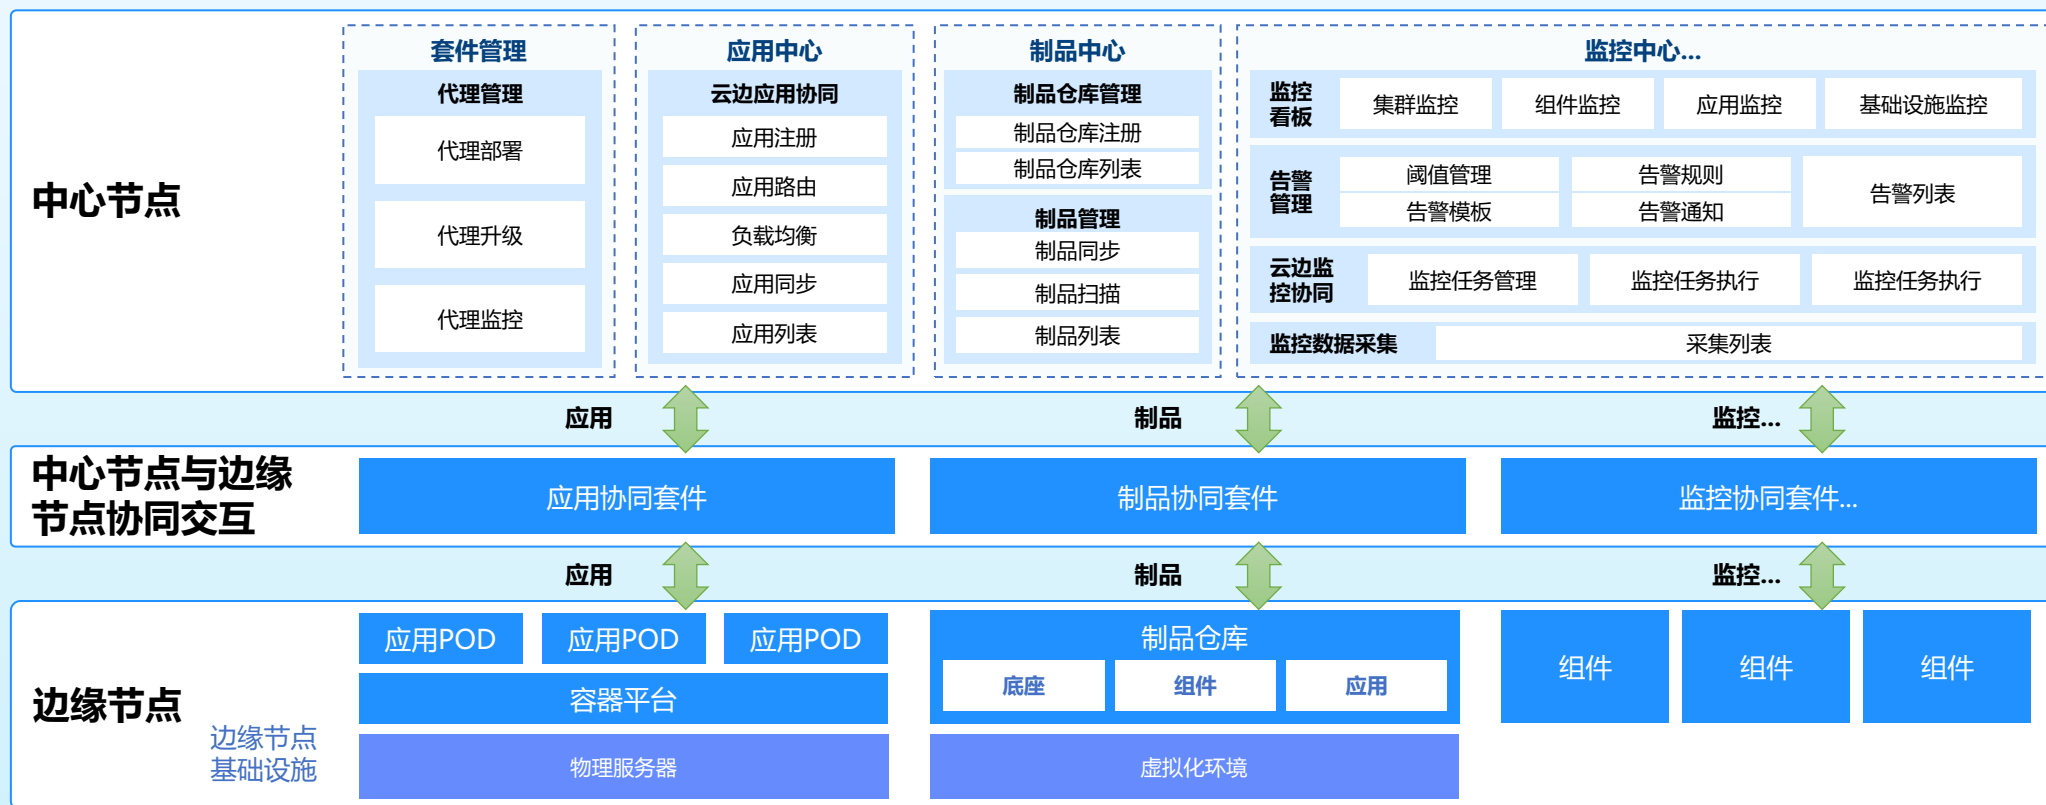 中心节点
套件管理
代理管理
代理部署
代理升级
代理监控
应用中心
云边应用协同
应用注册
应用路由
负载均衡
应用同步
应用列表
制品中心
制品仓库管理
制品仓库注册
制品仓库列表
制品管理
制品同步
制品扫描
制品列表
监控中心...
监控
看板
集群监控
组件监控
应用监控
基础设施监控
告警
管理
阈值管理
告警规则
告警模板
告警通知
告警列表
云边监
控协同
监控任务管理
监控任务执行
监控任务执行
监控数据采集
采集列表
应用
制品
监控...
中心节点与边缘
节点协同交互
应用协同套件
制品协同套件
监控协同套件...
应用
制品
监控...
边缘节点
边缘节点
基础设施
应用POD
应用POD
应用POD
容器平台
物理服务器
制品仓库
底座
组件
应用
虚拟化环境
组件
组件
组件